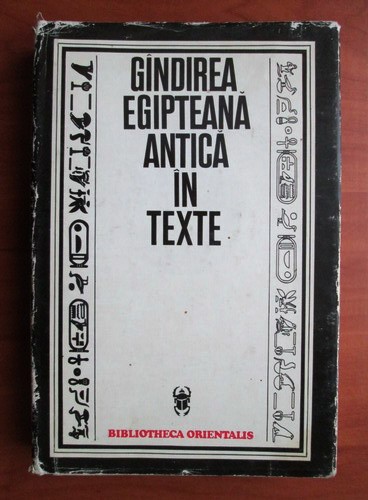 GÎNDIREA
EGIPTEANĂ
ANTICĂ
ÎN
TEXTE
BIBLIOTHECA ORIENTALIS